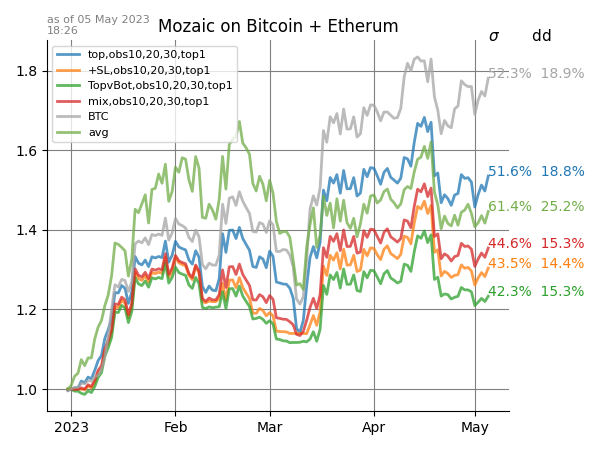 as of 05 May 2023
18:26
Mozaic on Bitcoin + Etherum
σ dd
top,obs10,20,30,top1
+SL,obs10,20,30,top1
TopvBot,obs10,20,30,top1
mix,obs10,20,30,top1
BTC
avg
52.3% 18.9%
51.6% 18.8%
61.4% 25.2%
44.6% 15.3%
43.5% 14.4%
42.3% 15.3%
1.8
1.6
1.4
1.2
1.0
2023 Feb Mar Apr May